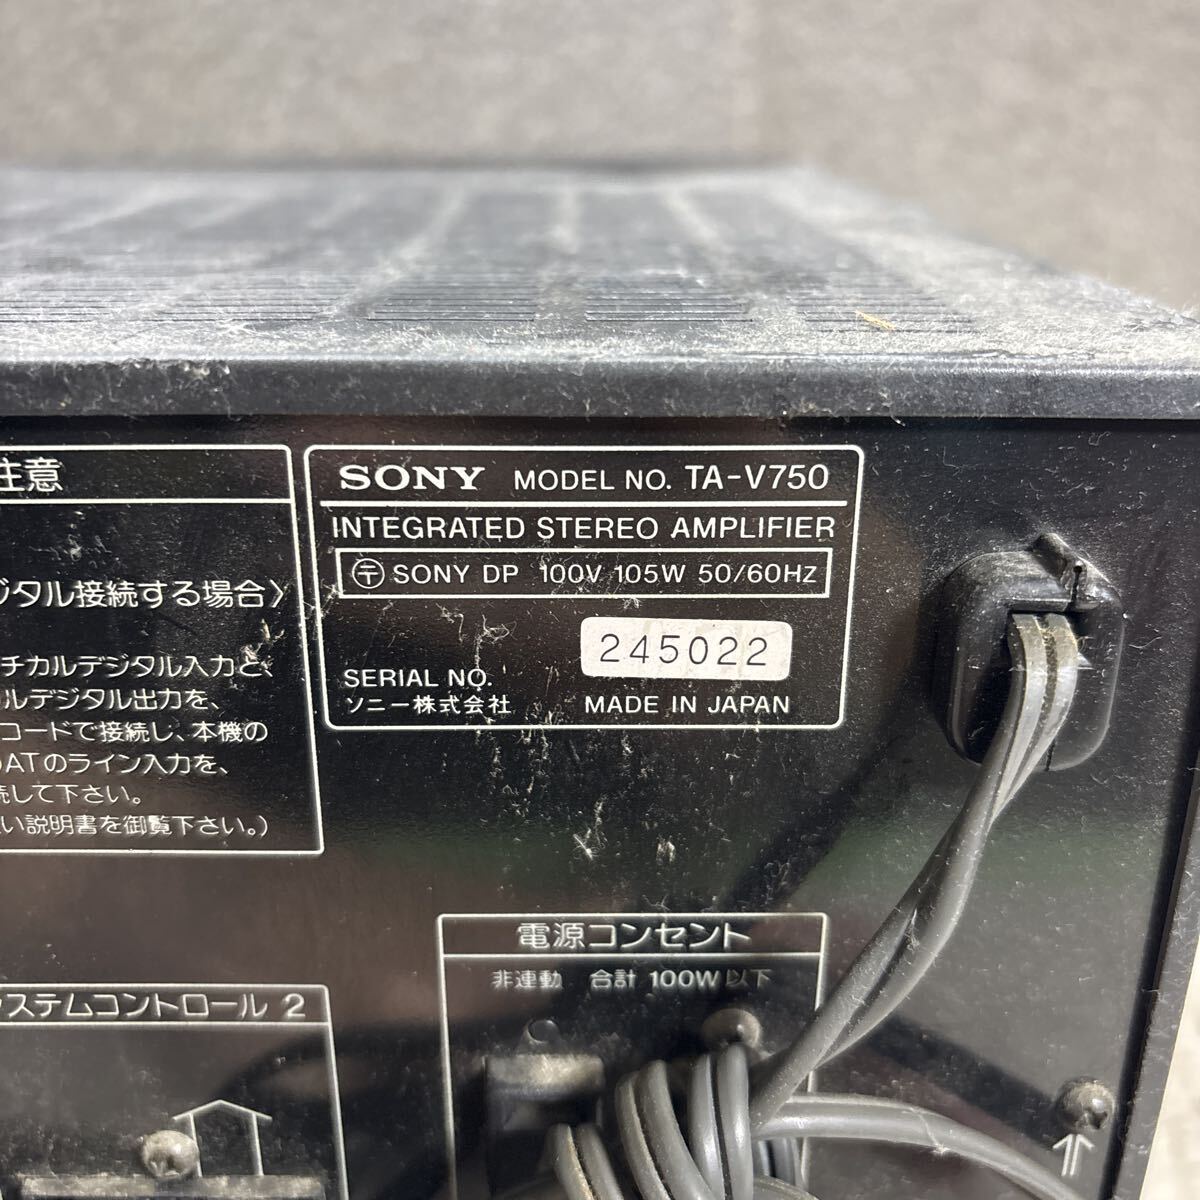 注意
ジタル接続する場合〉
チカルデジタル入力と、
ルデジタル出力を、
コードで接続し、本機の
ATのライン入力を、
続して下さい。
い説明書を御覧下さい。)
SONY MODEL NO. TA-V750
INTEGRATED STEREO AMPLIFIER
〒 SONY DP 100V 105W 50/60Hz
245022
SERIAL NO.
ソニー株式会社 MADE IN JAPAN
電源コンセント
非連動 合計 100W以下
システムコントロール 2